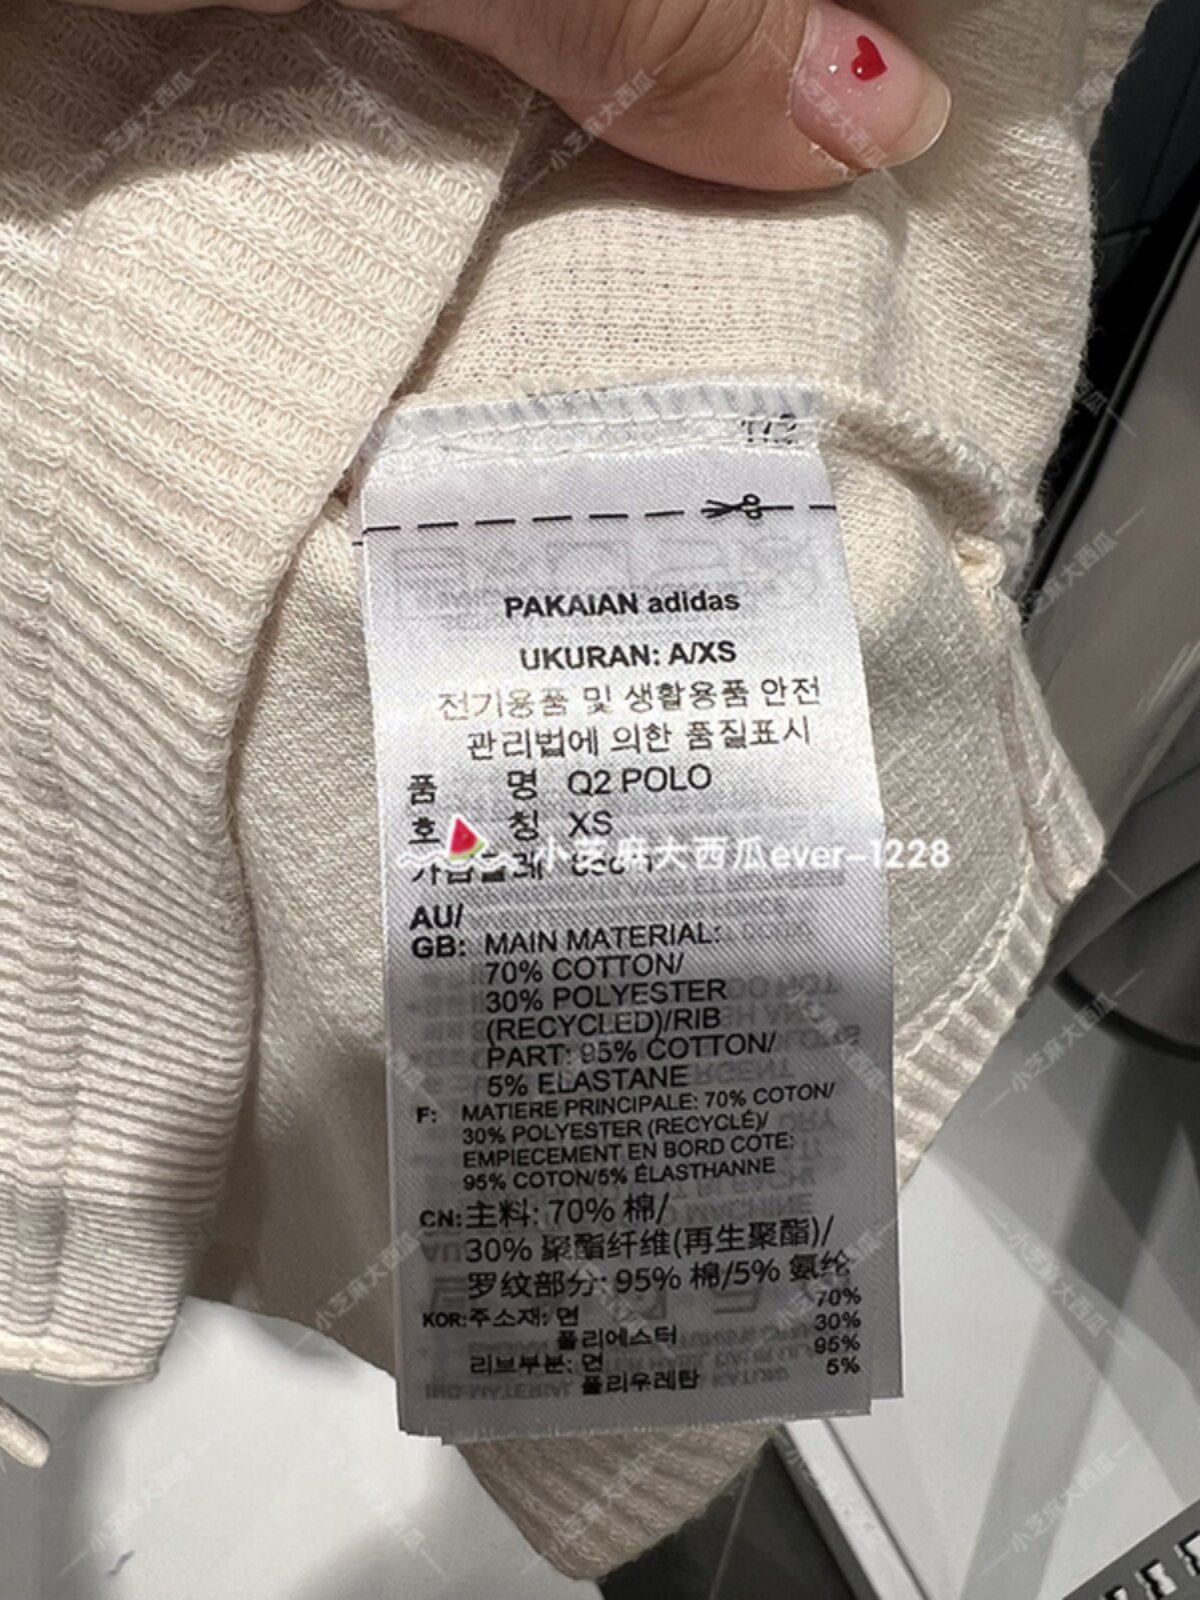 PAKAIAN adidas
UKURAN: A/XS
전기용품 및 생활용품 안전
관리법에 의한 품질표시
품 명 Q2 POLO
호 칭 XS
小芝麻大西瓜ever-1228
AU/
GB: MAIN MATERIAL:
70% COTTON/
30% POLYESTER
(RECYCLED)/RIB
PART: 95% COTTON/
5% ELASTANE
F: MATIERE PRINCIPALE: 70% COTON/
30% POLYESTER (RECYCLÉ)/
EMPIECEMENT EN BORD COTE:
95% COTON/5% ÉLASTHANNE
CN: 主料: 70% 棉/
30% 聚酯纤维(再生聚酯)/
罗纹部分: 95% 棉/5% 氨纶
KOR: 주소재: 면 70%
폴리에스터 30%
리브부분: 면 95%
폴리우레탄 5%